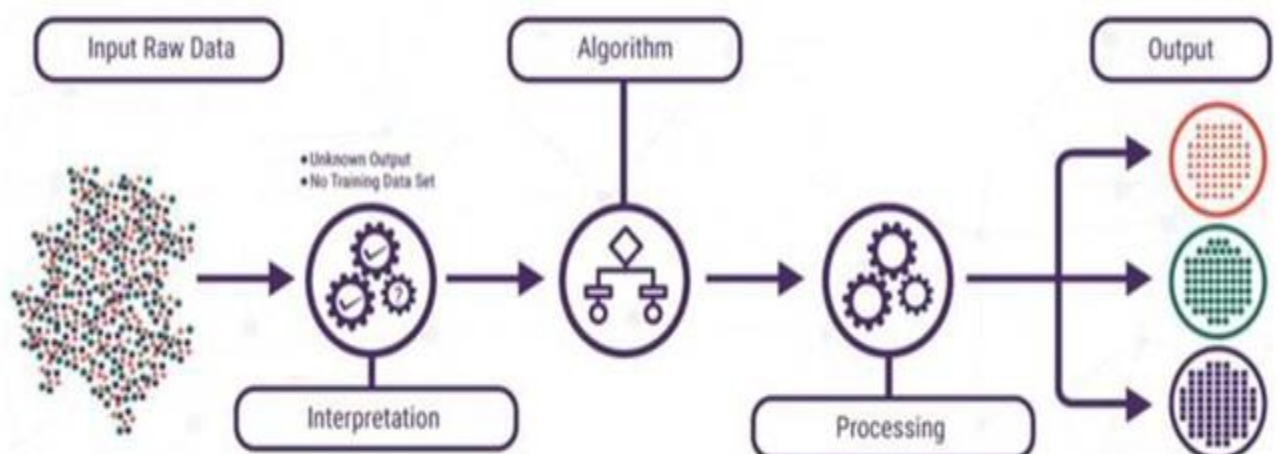 Input Raw Data
Algorithm
Output
•Unknown Output
•No Training Data Set
?
Interpretation
Processing